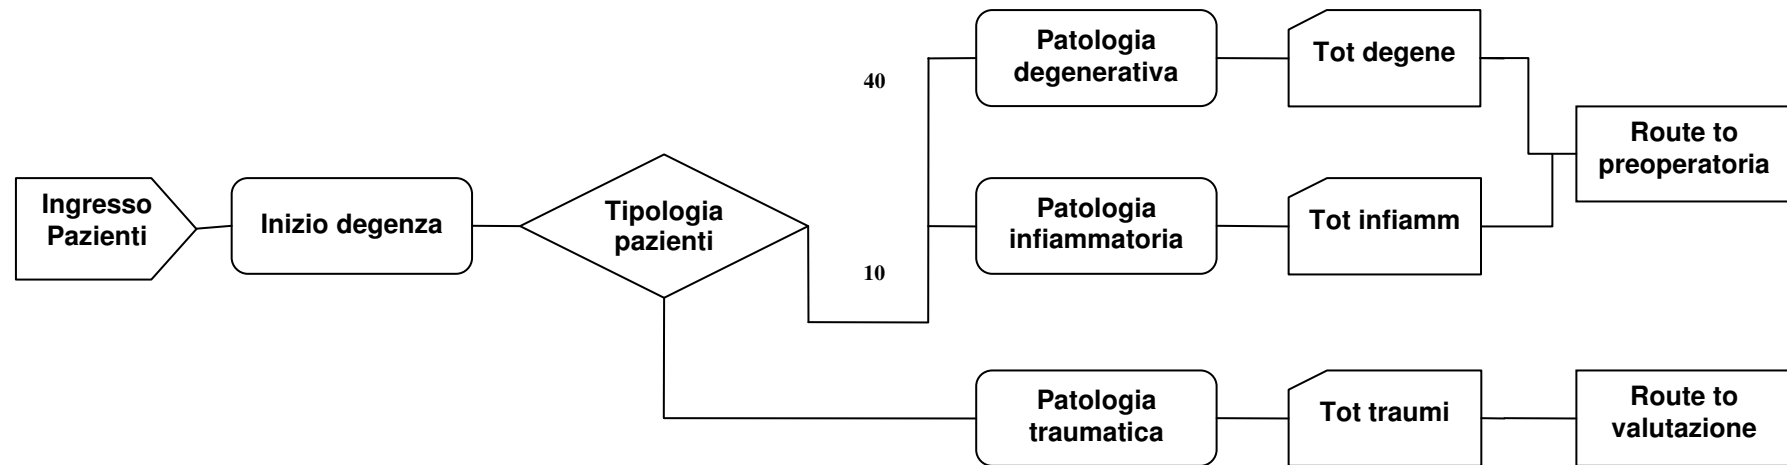 Ingresso
Pazienti
Inizio degenza
Tipologia
pazienti
40
10
Patologia
degenerativa
Tot degene
Patologia
infiammatoria
Tot infiamm
Route to
preoperatoria
Patologia
traumatica
Tot traumi
Route to
valutazione